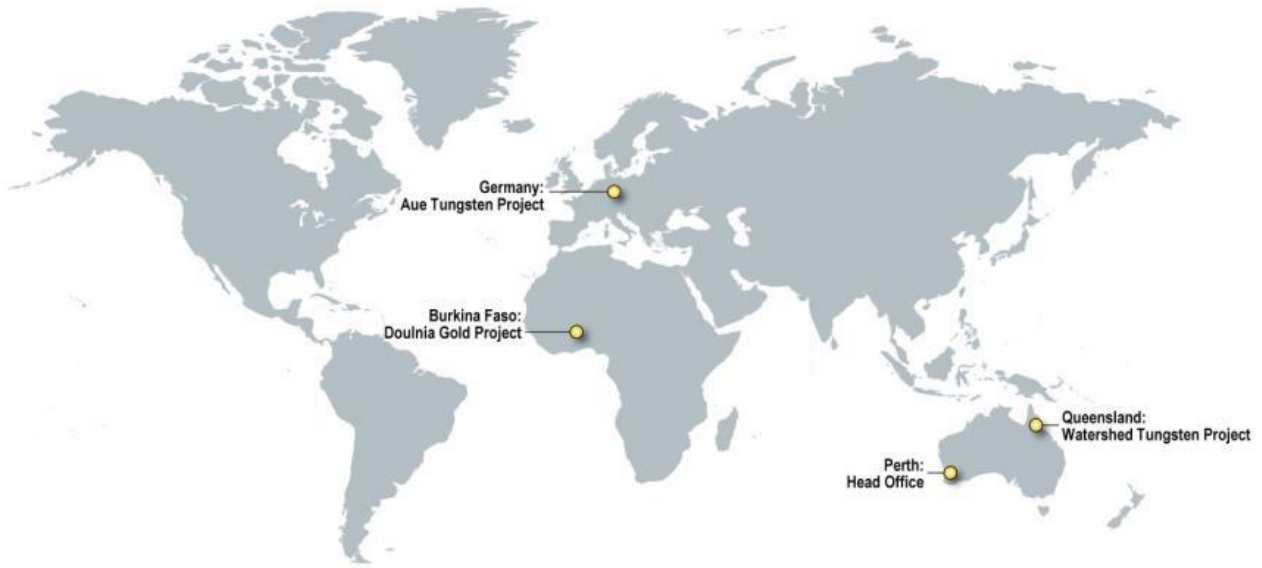 Germany:
Aue Tungsten Project
Burkina Faso:
Doulnia Gold Project
Queensland:
Watershed Tungsten Project
Perth:
Head Office